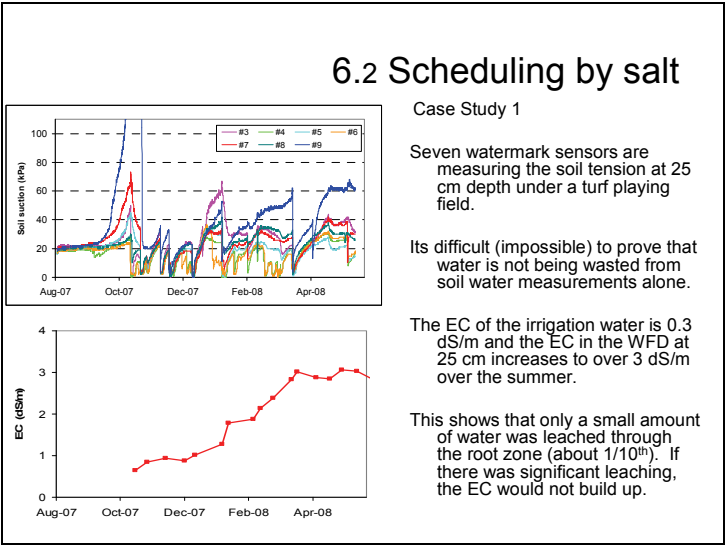 6.2 Scheduling by salt
Case Study 1
Seven watermark sensors are
measuring the soil tension at 25
cm depth under a turf playing
field.
Its difficult (impossible) to prove that
water is not being wasted from
soil water measurements alone.
The EC of the irrigation water is 0.3
dS/m and the EC in the WFD at
25 cm increases to over 3 dS/m
over the summer.
This shows that only a small amount
of water was leached through
the root zone (about 1/10th). If
there was significant leaching,
the EC would not build up.
Soil suction (kPa)
100
80
60
40
20
0
#3 #4 #5 #6
#7 #8 #9
Aug-07 Oct-07 Dec-07 Feb-08 Apr-08
EC (dS/m)
4
3
2
1
0
Aug-07 Oct-07 Dec-07 Feb-08 Apr-08